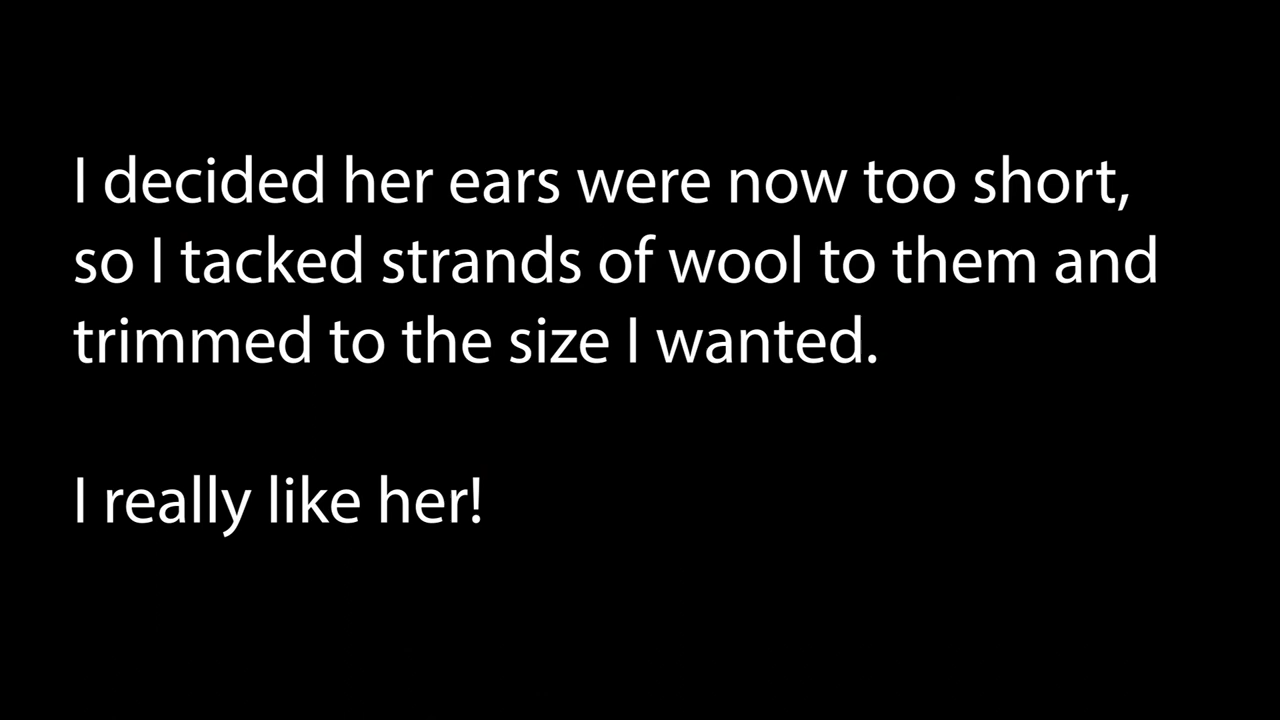 I decided her ears were now too short,
so I tacked strands of wool to them and
trimmed to the size I wanted.
I really like her!